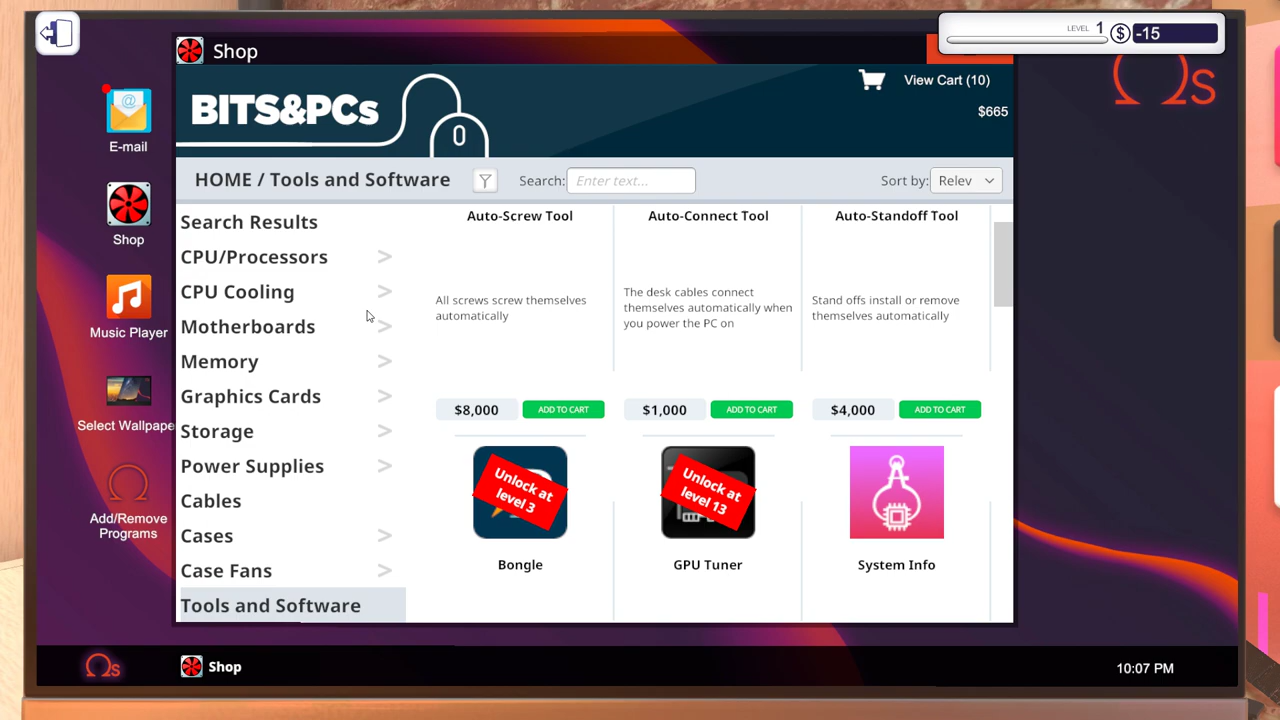 Shop
LEVEL 1
$ -15
BITS&PCs
View Cart (10)
$665
HOME / Tools and Software
Search:
Enter text...
Sort by:
Relev
E-mail
Shop
Music Player
Select Wallpape
Add/Remove
Programs
Search Results
CPU/Processors >
CPU Cooling >
Motherboards >
Memory >
Graphics Cards >
Storage >
Power Supplies >
Cables
Cases >
Case Fans >
Tools and Software
Auto-Screw Tool
All screws screw themselves
automatically
$8,000
ADD TO CART
Auto-Connect Tool
The desk cables connect
themselves automatically when
you power the PC on
$1,000
ADD TO CART
Auto-Standoff Tool
Stand offs install or remove
themselves automatically
$4,000
ADD TO CART
Unlock at
level 3
Bongle
Unlock at
level 13
GPU Tuner
System Info
Ωs
Ωs
Shop
10:07 PM